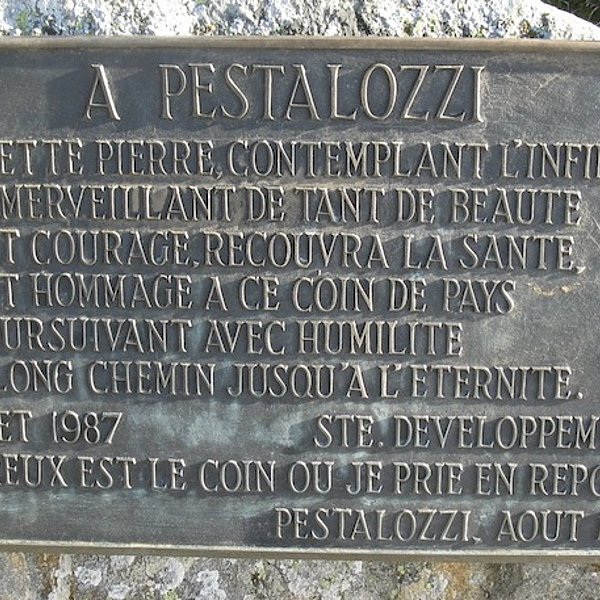 A PESTALOZZI
ETTE PIERRE, CONTEMPLANT L'INFI
MERVEILLANT DE TANT DE BEAUTE
T COURAGE, RECOUVRA LA SANTE,
T HOMMAGE A CE COIN DE PAYS
URSUIVANT AVEC HUMILITE
LONG CHEMIN JUSQU'A L'ETERNITE.
ET 1987 STE. DEVELOPPEM
REUX EST LE COIN OU JE PRIE EN REPO
PESTALOZZI, AOUT